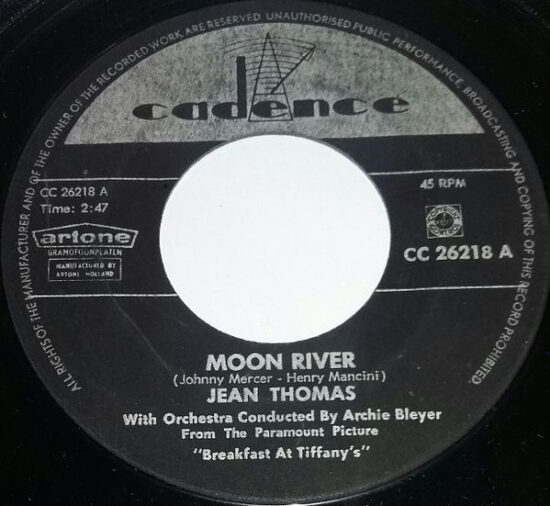 ALL RIGHTS OF THE MANUFACTURER AND OF THE OWNER OF THE RECORDED WORK ARE RESERVED. UNAUTHORISED PUBLIC PERFORMANCE, BROADCASTING AND COPYING OF THIS RECORD PROHIBITED.
cadence
CC 26218 A
Time: 2:47
artone
GRAMOFOONPLATEN
MANUFACTURED BY
ARTONE HOLLAND
45 RPM
CC 26218 A
MOON RIVER
(Johnny Mercer - Henry Mancini)
JEAN THOMAS
With Orchestra Conducted By Archie Bleyer
From The Paramount Picture
"Breakfast At Tiffany's"